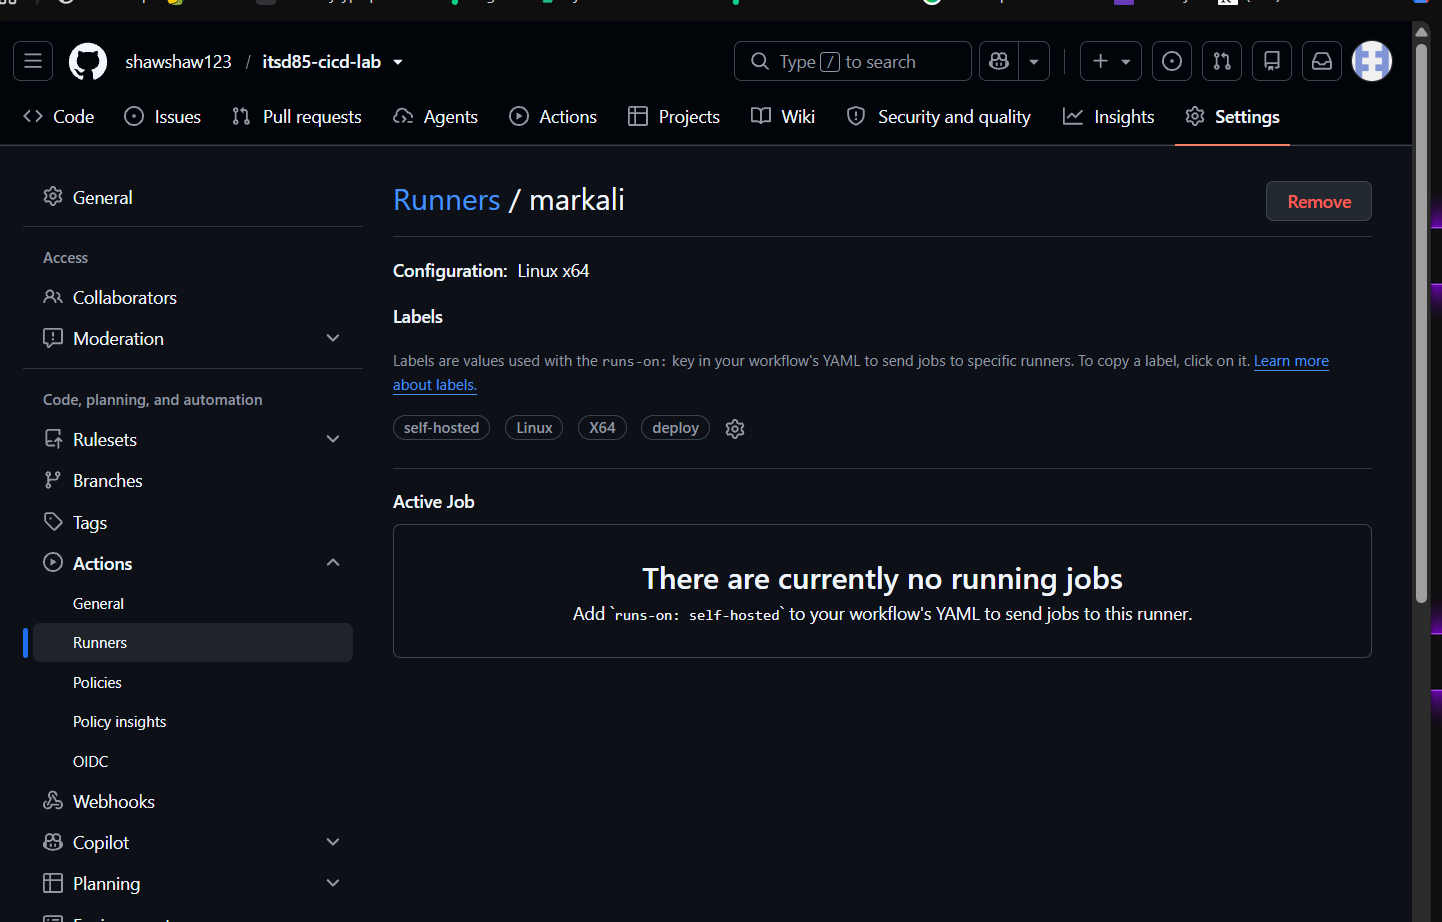 shawshaw123 / itsd85-cicd-lab
Type / to search
Code
Issues
Pull requests
Agents
Actions
Projects
Wiki
Security and quality
Insights
Settings
General
Access
Collaborators
Moderation
Code, planning, and automation
Rulesets
Branches
Tags
Actions
General
Runners
Policies
Policy insights
OIDC
Webhooks
Copilot
Planning
Runners / markali
Remove
Configuration: Linux x64
Labels
Labels are values used with the runs-on: key in your workflow's YAML to send jobs to specific runners. To copy a label, click on it. Learn more
about labels.
self-hosted
Linux
X64
deploy
Active Job
There are currently no running jobs
Add `runs-on: self-hosted` to your workflow's YAML to send jobs to this runner.